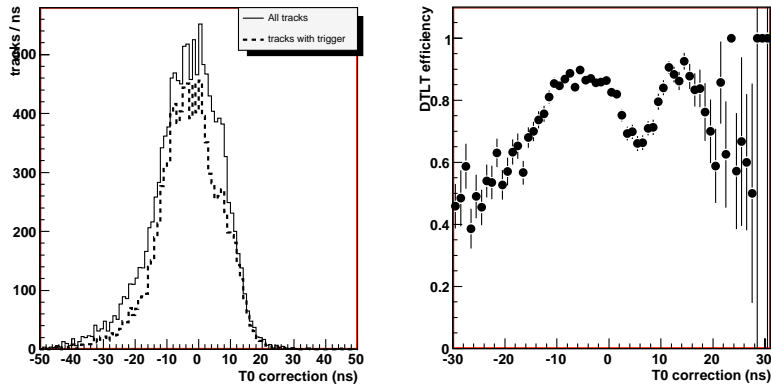 tracks / ns
All tracks
tracks with trigger
400
300
200
100
0
-50 -40 -30 -20 -10 0 10 20 30 40 50
T0 correction (ns)
DTLT efficiency
1
0.8
0.6
0.4
0.2
0
-30 -20 -10 0 10 20 30
T0 correction (ns)